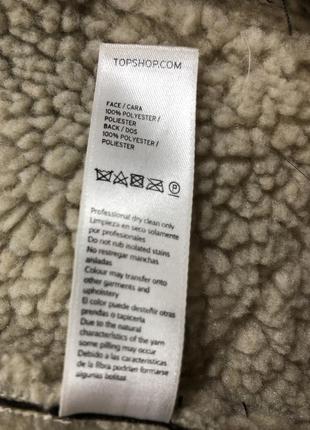 TOPSHOP.COM
FACE / CARA
100% POLYESTER /
POLIESTER
BACK / DOS
100% POLYESTER /
POLIESTER
P
Professional dry clean only
Limpieza en seco solamente
por profesionales
Do not rub isolated stains
No restregar manchas
aisladas
Colour may transfer onto
other garments and
upholstery
El color puede desteñir otras
prendas o tapicería
Due to the natural
characteristics of the yarn
some pilling may occur
Debido a las características
de la fibra podrían formarse
algunas bolitas